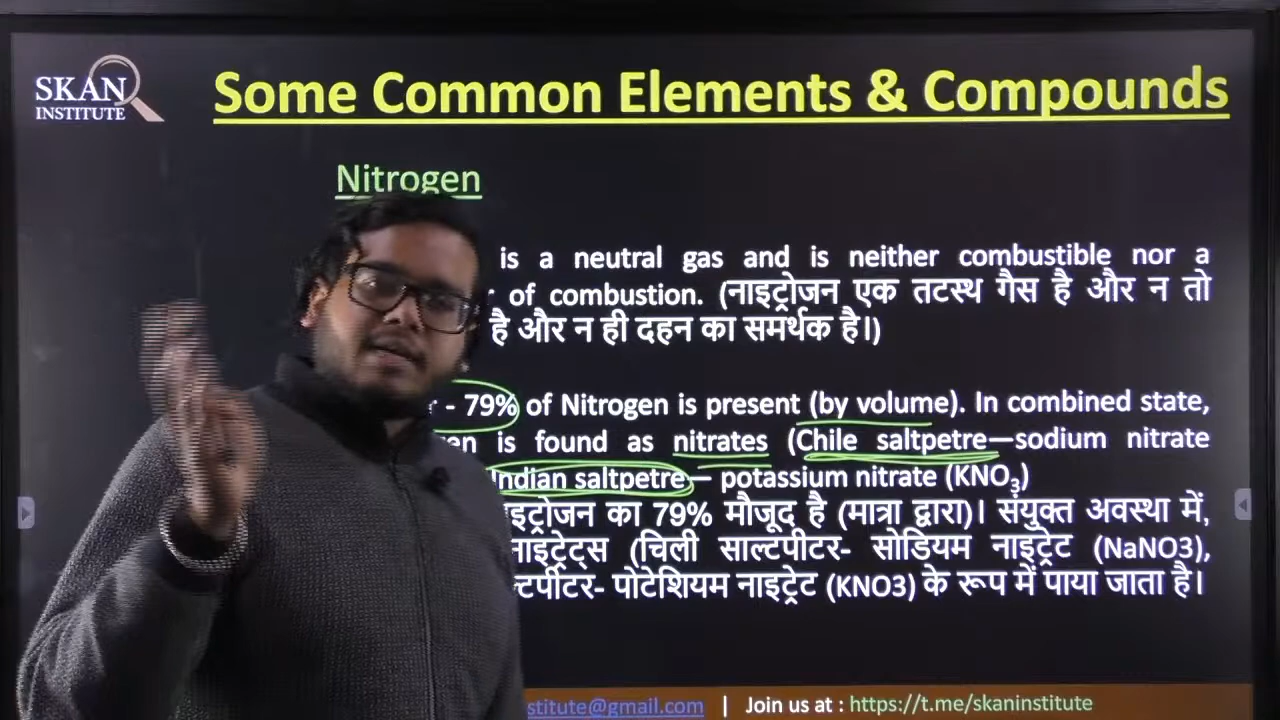 SKAN
INSTITUTE
Some Common Elements & Compounds
Nitrogen
is a neutral gas and is neither combustible nor a
of combustion. (नाइट्रोजन एक तटस्थ गैस है और न तो
है और न ही दहन का समर्थक है।)
- 79% of Nitrogen is present (by volume). In combined state,
is found as nitrates (Chile saltpetre—sodium nitrate
Indian saltpetre— potassium nitrate (KNO₃)
का 79% मौजूद है (मात्रा द्वारा)। संयुक्त अवस्था में,
(चिली साल्टपीटर- सोडियम नाइट्रेट (NaNO3),
पोटेशियम नाइट्रेट (KNO3) के रूप में पाया जाता है।
stitute@gmail.com | Join us at : https://t.me/skaninstitute